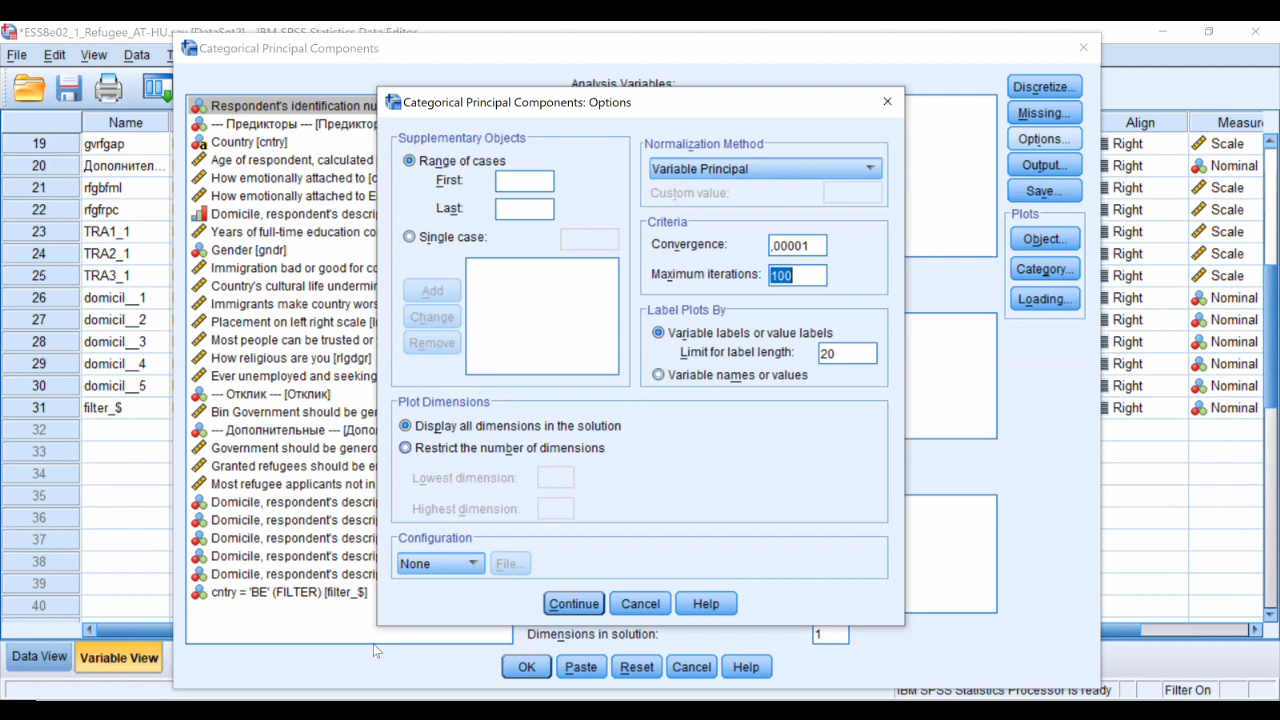 *ESS8e02_1_Refugee_AT-HU.sav [DataSet2] - IBM SPSS Statistics Data Editor
Categorical Principal Components
File Edit View Data
Analysis Variables:
Discretize...
Missing...
Options...
Output...
Save...
Plots
Object...
Category...
Loading...
Name
Align
Measure
19 gvrfgap Right Scale
20 Дополнител... Right Nominal
21 rfgbfml Right Scale
22 rfgfrpc Right Scale
23 TRA1_1 Right Scale
24 TRA2_1 Right Scale
25 TRA3_1 Right Scale
26 domicil__1 Right Nominal
27 domicil__2 Right Nominal
28 domicil__3 Right Nominal
29 domicil__4 Right Nominal
30 domicil__5 Right Nominal
31 filter_$ Right Nominal
32
33
34
35
36
37
38
39
40
Respondent's identification nu
--- Предикторы --- [Предиктор
Country [cntry]
Age of respondent, calculated
How emotionally attached to [c
How emotionally attached to E
Domicile, respondent's descri
Years of full-time education co
Gender [gndr]
Immigration bad or good for co
Country's cultural life undermin
Immigrants make country wors
Placement on left right scale [l
Most people can be trusted or
How religious are you [rlgdgr]
Ever unemployed and seeking
--- Отклик --- [Отклик]
Bin Government should be ger
--- Дополнительные --- [Допо
Government should be genero
Granted refugees should be e
Most refugee applicants not in
Domicile, respondent's descri
Domicile, respondent's descri
Domicile, respondent's descri
Domicile, respondent's descri
Domicile, respondent's descri
cntry = 'BE' (FILTER) [filter_$]
Categorical Principal Components: Options
Supplementary Objects
Range of cases
First:
Last:
Single case:
Add
Change
Remove
Normalization Method
Variable Principal
Custom value:
Criteria
Convergence: ,00001
Maximum iterations: 100
Label Plots By
Variable labels or value labels
Limit for label length: 20
Variable names or values
Plot Dimensions
Display all dimensions in the solution
Restrict the number of dimensions
Lowest dimension:
Highest dimension:
Configuration
None File...
Continue Cancel Help
Dimensions in solution: 1
OK Paste Reset Cancel Help
Data View Variable View
IBM SPSS Statistics Processor is ready Filter On